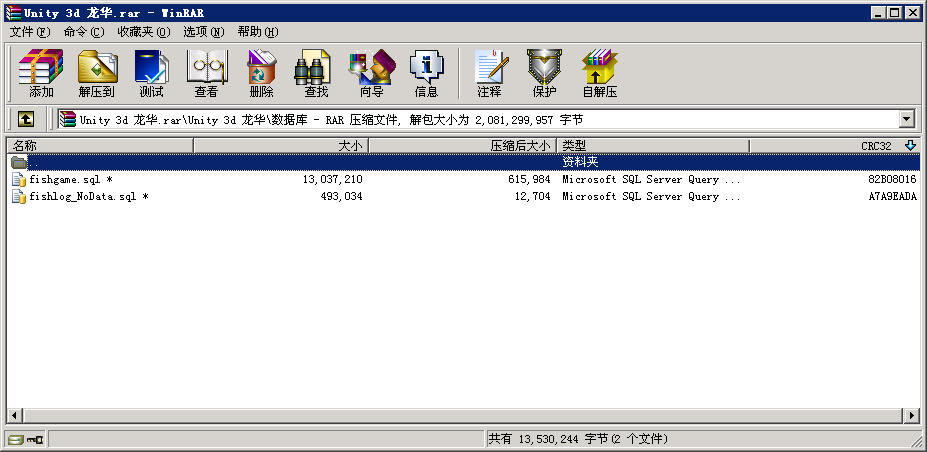 Unity 3d 龙华.rar - WinRAR
文件(F) 命令(C) 收藏夹(O) 选项(N) 帮助(H)
添加 解压到 测试 查看 删除 查找 向导 信息 注释 保护 自解压
Unity 3d 龙华.rar\Unity 3d 龙华\数据库 - RAR 压缩文件, 解包大小为 2,081,299,957 字节
名称 大小 压缩后大小 类型 CRC32
.. 资料夹
fishgame.sql * 13,037,210 615,984 Microsoft SQL Server Query ... 82B08016
fishlog_NoData.sql * 493,034 12,704 Microsoft SQL Server Query ... A7A9EADA
共有 13,530,244 字节(2 个文件)